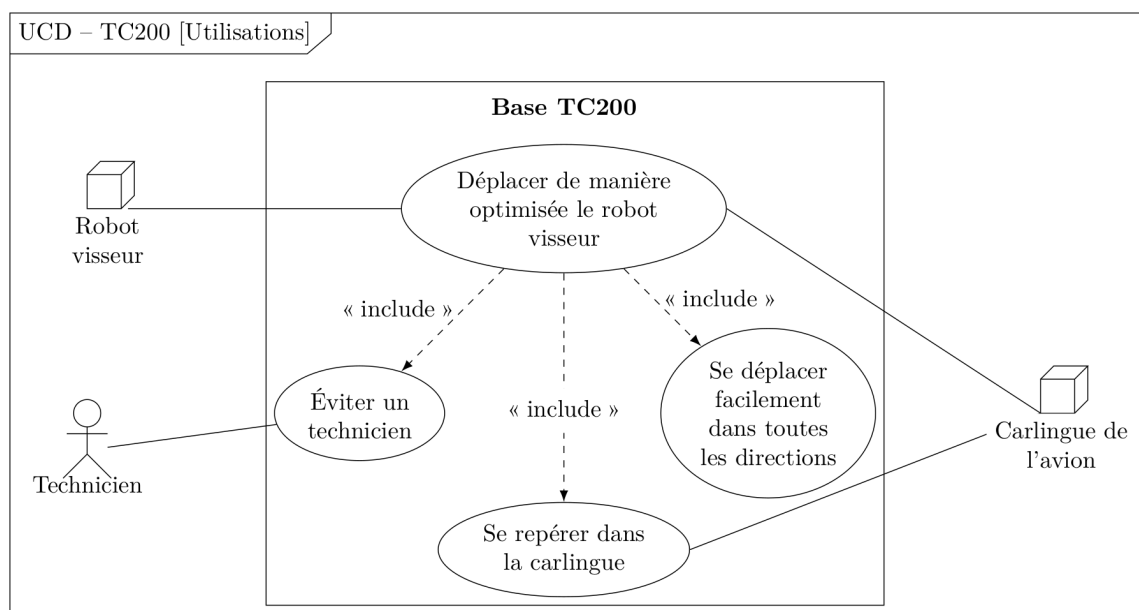 UCD – TC200 [Utilisations]
Base TC200
Déplacer de manière
optimisée le robot
visseur
Robot
visseur
« include »
« include »
« include »
Éviter un
technicien
Se déplacer
facilement
dans toutes
les directions
Technicien
Carlingue de
l'avion
Se repérer dans
la carlingue